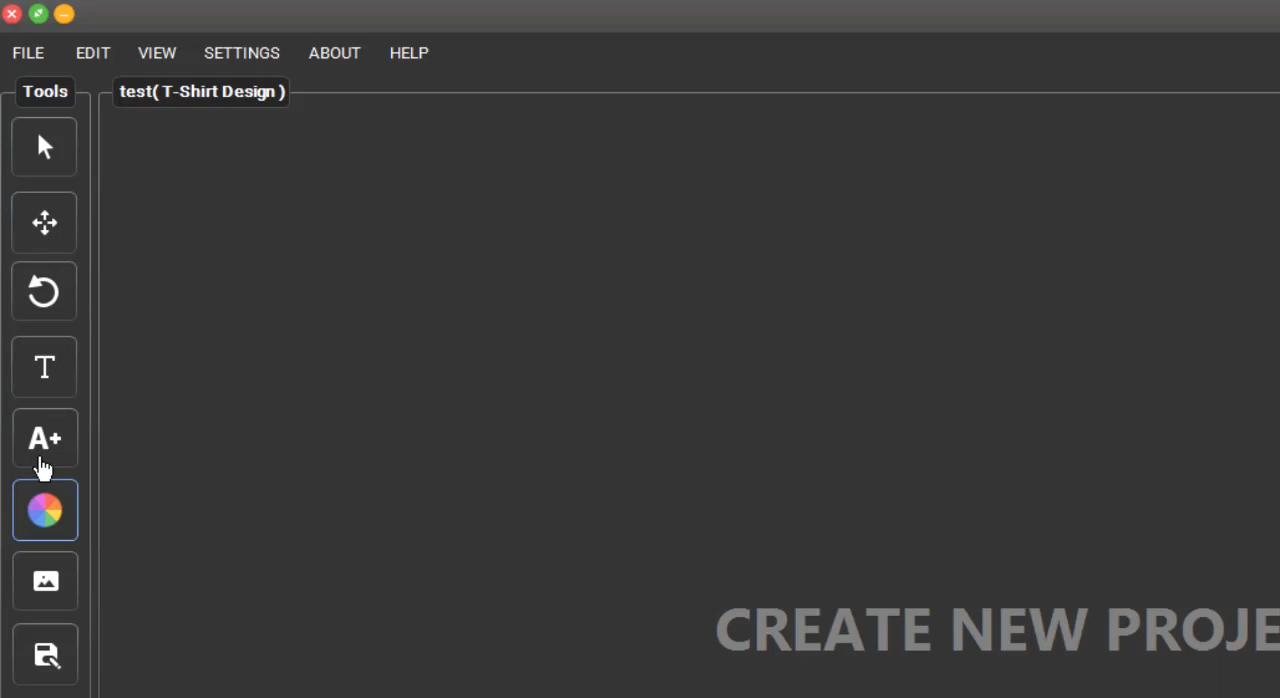 FILE EDIT VIEW SETTINGS ABOUT HELP
Tools test( T-Shirt Design )
T
A+
CREATE NEW PROJE